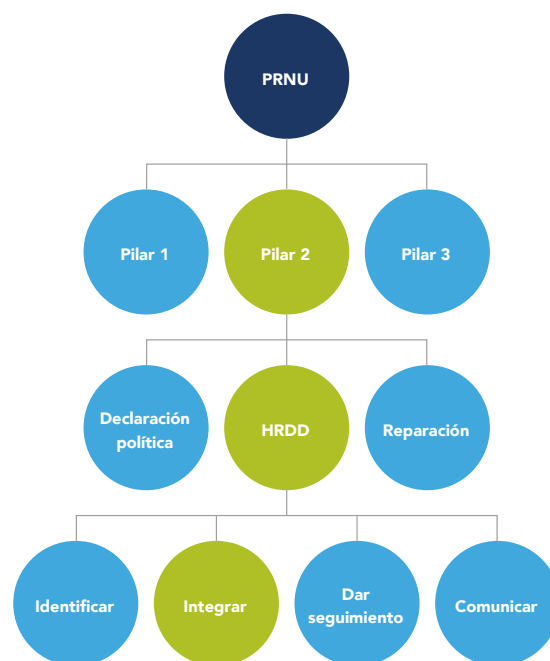 PRNU
Pilar 1
Pilar 2
Pilar 3
Declaración
política
HRDD
Reparación
Identificar
Integrar
Dar
seguimiento
Comunicar